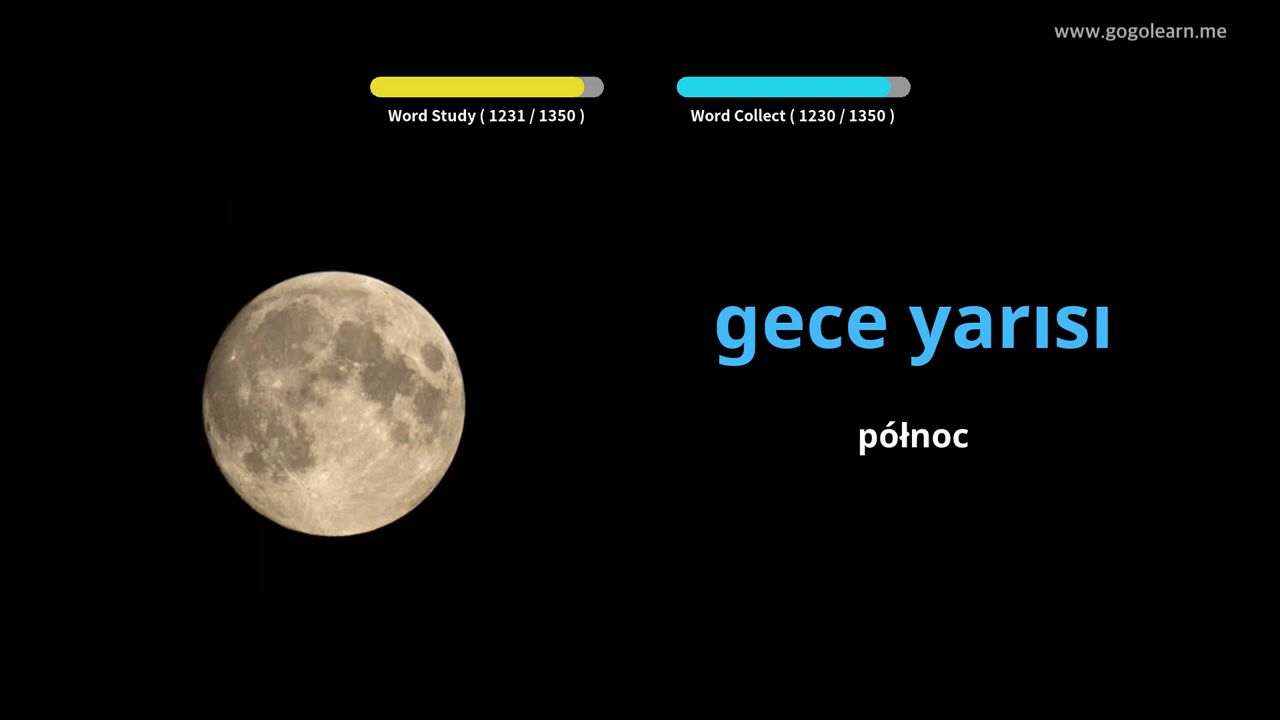 www.gogolearn.me
Word Study ( 1231 / 1350 )
Word Collect ( 1230 / 1350 )
gece yarısı
północ